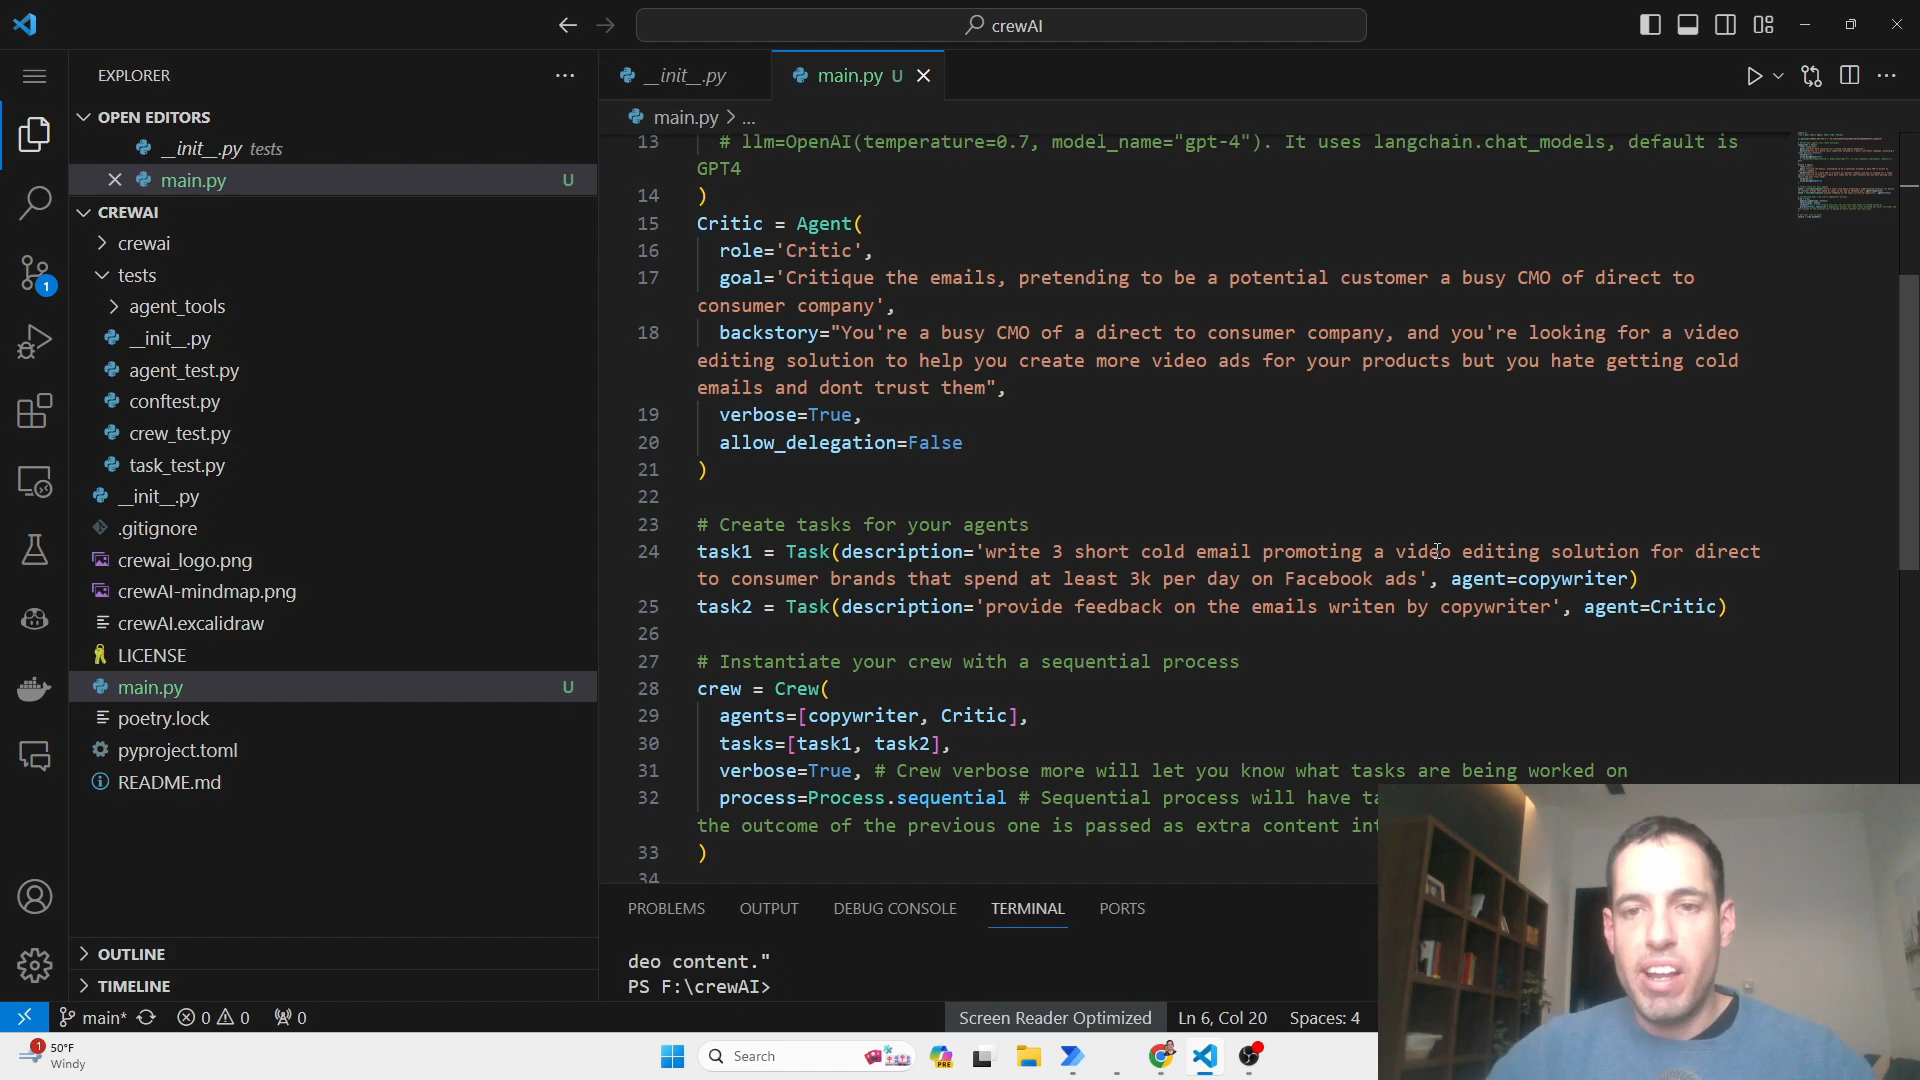 crewAI
EXPLORER
__init__.py
main.py U
OPEN EDITORS
main.py > ...
__init__.py tests
main.py U
CREWAI
crewai
tests
agent_tools
__init__.py
agent_test.py
conftest.py
crew_test.py
task_test.py
__init__.py
.gitignore
crewai_logo.png
crewAI-mindmap.png
crewAI.excalidraw
LICENSE
main.py U
poetry.lock
pyproject.toml
README.md
OUTLINE
TIMELINE
1
13 # llm=OpenAI(temperature=0.7, model_name="gpt-4"). It uses langchain.chat_models, default is
GPT4
14 )
15 Critic = Agent(
16 role='Critic',
17 goal='Critique the emails, pretending to be a potential customer a busy CMO of direct to
consumer company',
18 backstory="You're a busy CMO of a direct to consumer company, and you're looking for a video
editing solution to help you create more video ads for your products but you hate getting cold
emails and dont trust them",
19 verbose=True,
20 allow_delegation=False
21 )
22
23 # Create tasks for your agents
24 task1 = Task(description='write 3 short cold email promoting a video editing solution for direct
to consumer brands that spend at least 3k per day on Facebook ads', agent=copywriter)
25 task2 = Task(description='provide feedback on the emails writen by copywriter', agent=Critic)
26
27 # Instantiate your crew with a sequential process
28 crew = Crew(
29 agents=[copywriter, Critic],
30 tasks=[task1, task2],
31 verbose=True, # Crew verbose more will let you know what tasks are being worked on
32 process=Process.sequential # Sequential process will have ta
the outcome of the previous one is passed as extra content int
33 )
34
PROBLEMS OUTPUT DEBUG CONSOLE TERMINAL PORTS
deo content."
PS F:\crewAI>
main* 0 0 0
Screen Reader Optimized Ln 6, Col 20 Spaces: 4
1 50°F
Windy
Search
PRE